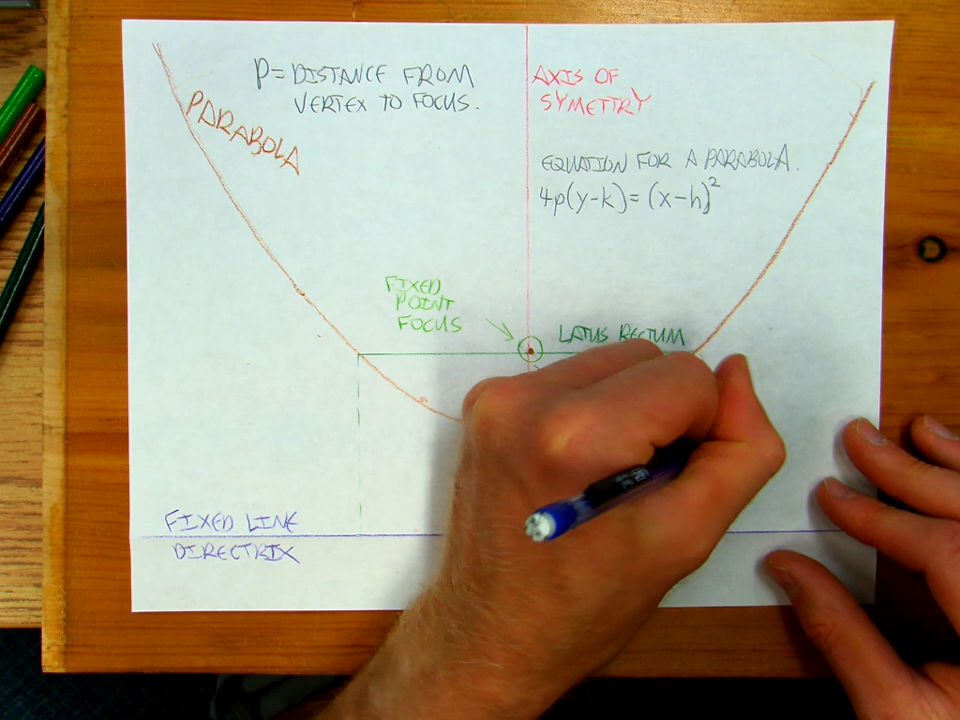 P = DISTANCE FROM
VERTEX TO FOCUS.
AXIS OF
SYMETTRY
PARABOLA
EQUATION FOR A PARABOLA.
4p(y-k) = (x-h)²
FIXED
POINT
FOCUS
LATUS RECTUM
FIXED LINE
DIRECTRIX